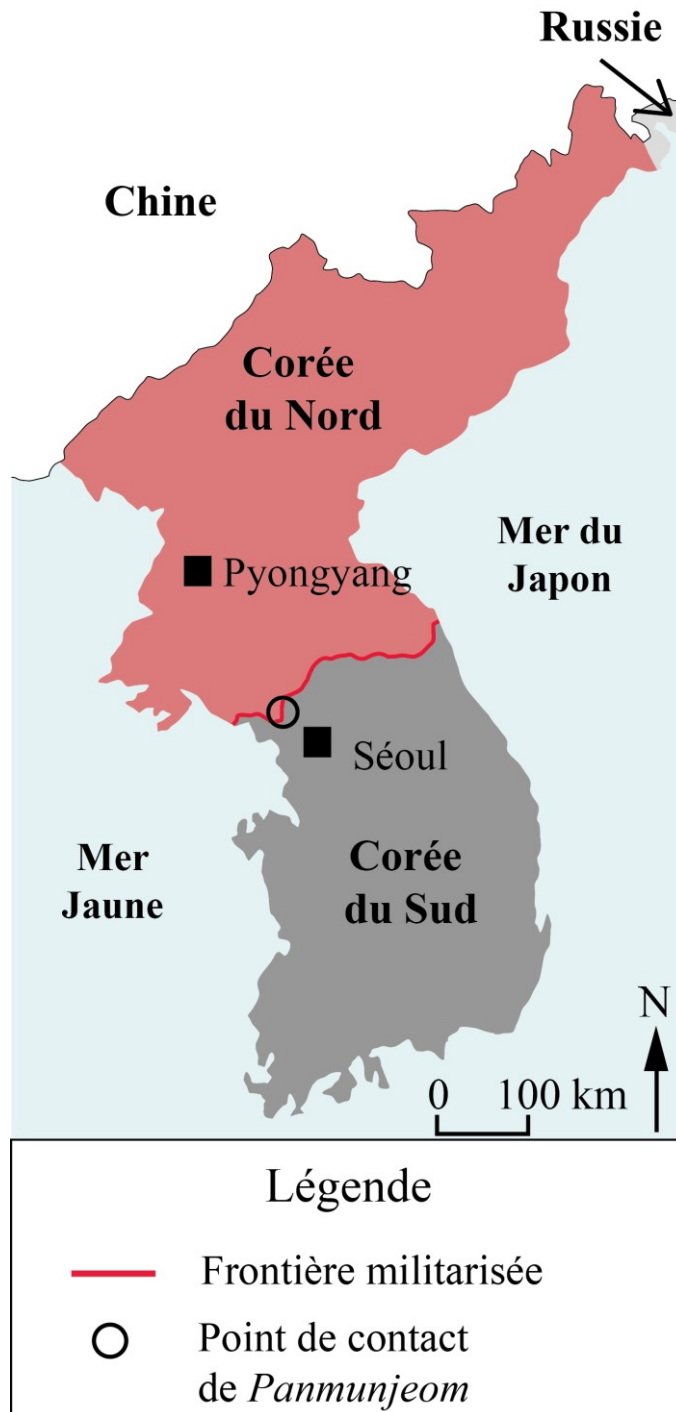 Russie
Chine
Corée
du Nord
Mer du
Japon
Pyongyang
Séoul
Mer
Jaune
Corée
du Sud
N
0 100 km
Légende
Frontière militarisée
Point de contact
de Panmunjeom